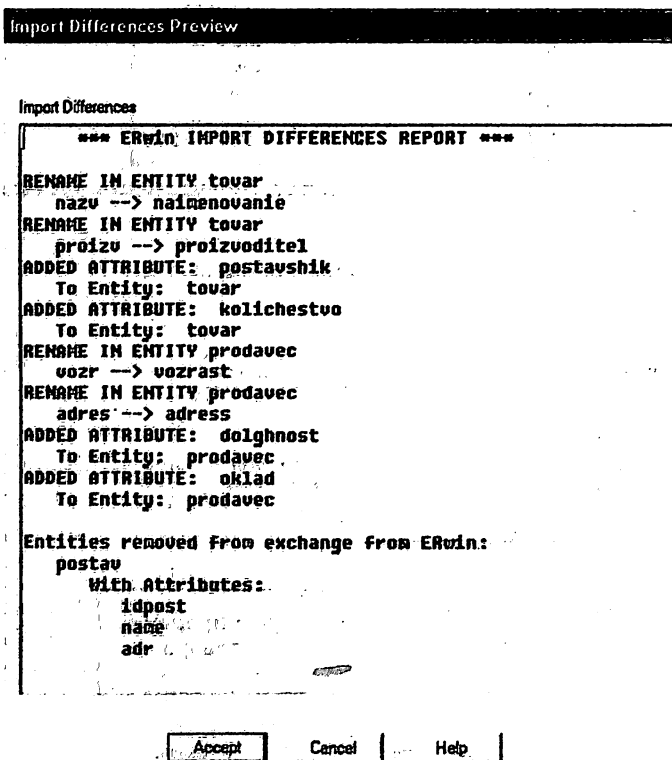 Import Differences Preview
Import Differences
*** ERwin IMPORT DIFFERENCES REPORT ***
RENAME IN ENTITY tovar
nazv --> naimenovanie
RENAME IN ENTITY tovar
proizv --> proizvoditel
ADDED ATTRIBUTE: postavshik
To Entity: tovar
ADDED ATTRIBUTE: kolichestvo
To Entity: tovar
RENAME IN ENTITY prodavec
vozr --> vozrast
RENAME IN ENTITY prodavec
adres --> adress
ADDED ATTRIBUTE: dolghnost
To Entity: prodavec
ADDED ATTRIBUTE: oklad
To Entity: prodavec
Entities removed from exchange from ERwin:
postav
With Attributes:
idpost
name
adr
Accept Cancel Help